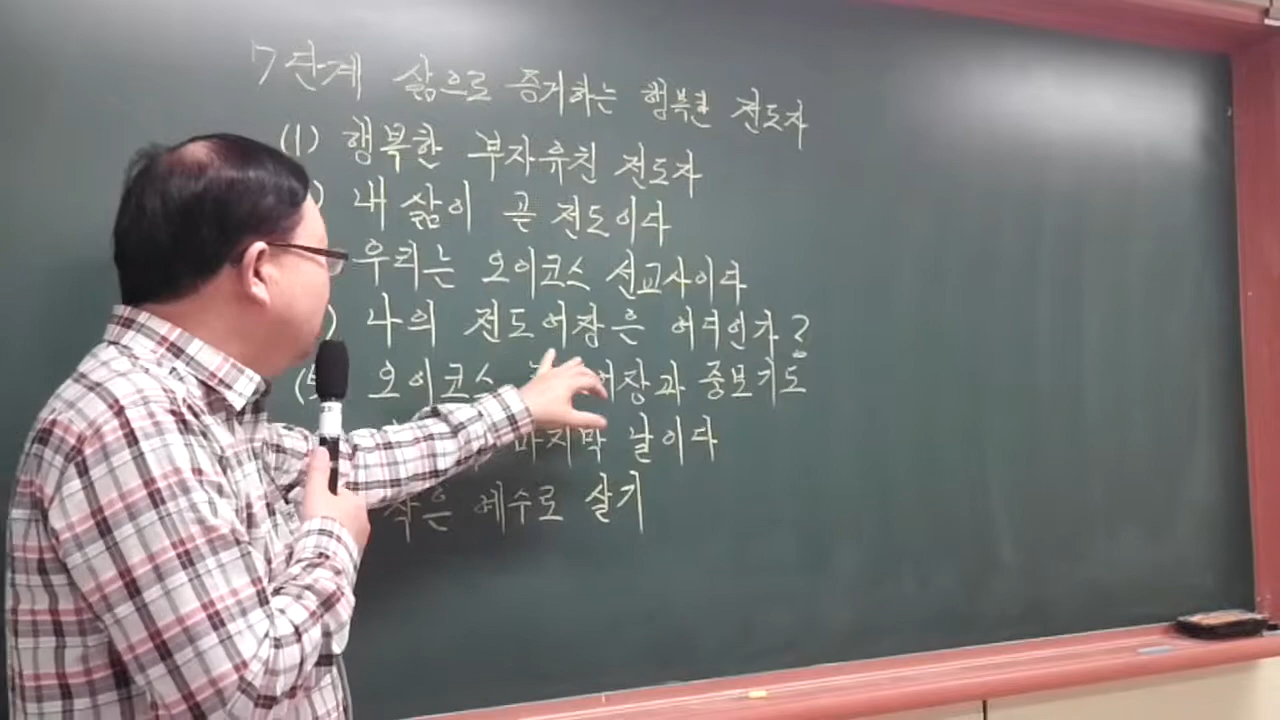 7단계 삶으로 증거하는 행복한 전도자
(1) 행복한 부자유친 전도자
) 내 삶이 곧 전도이다
우리는 오이코스 선교사이다
) 나의 전도어장은 어디인가?
(5 오이코스 어장과 중보기도
마지막 날이다
작은 예수로 살기